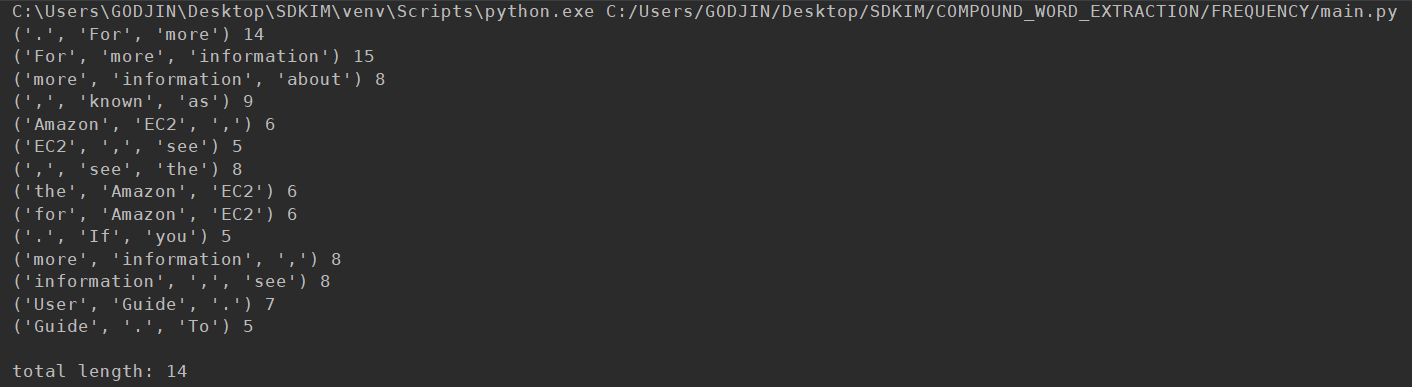 C:\Users\GODJIN\Desktop\SDKIM\venv\Scripts\python.exe C:/Users/GODJIN/Desktop/SDKIM/COMPOUND_WORD_EXTRACTION/FREQUENCY/main.py
('.', 'For', 'more') 14
('For', 'more', 'information') 15
('more', 'information', 'about') 8
(',', 'known', 'as') 9
('Amazon', 'EC2', ',') 6
('EC2', ',', 'see') 5
(',', 'see', 'the') 8
('the', 'Amazon', 'EC2') 6
('for', 'Amazon', 'EC2') 6
('.', 'If', 'you') 5
('more', 'information', ',') 8
('information', ',', 'see') 8
('User', 'Guide', '.') 7
('Guide', '.', 'To') 5
total length: 14